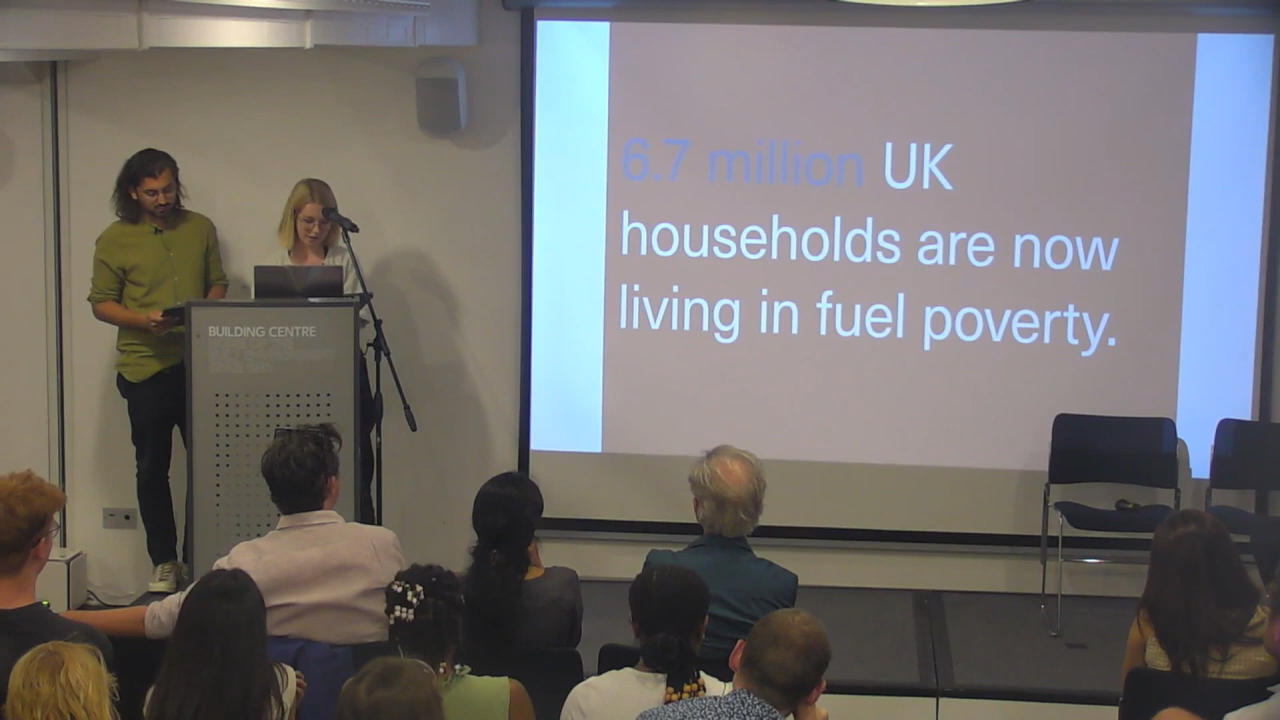 BUILDING CENTRE
6.7 million UK
households are now
living in fuel poverty.